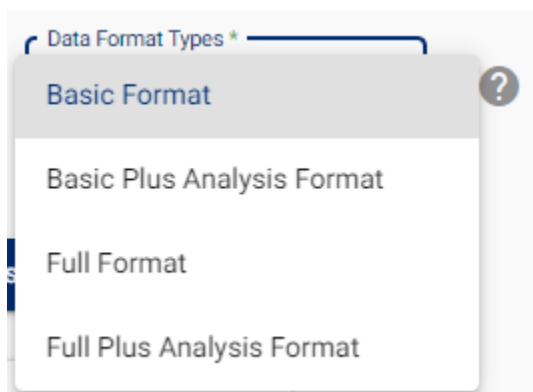 Data Format Types *
Basic Format
?
Basic Plus Analysis Format
Full Format
s
Full Plus Analysis Format